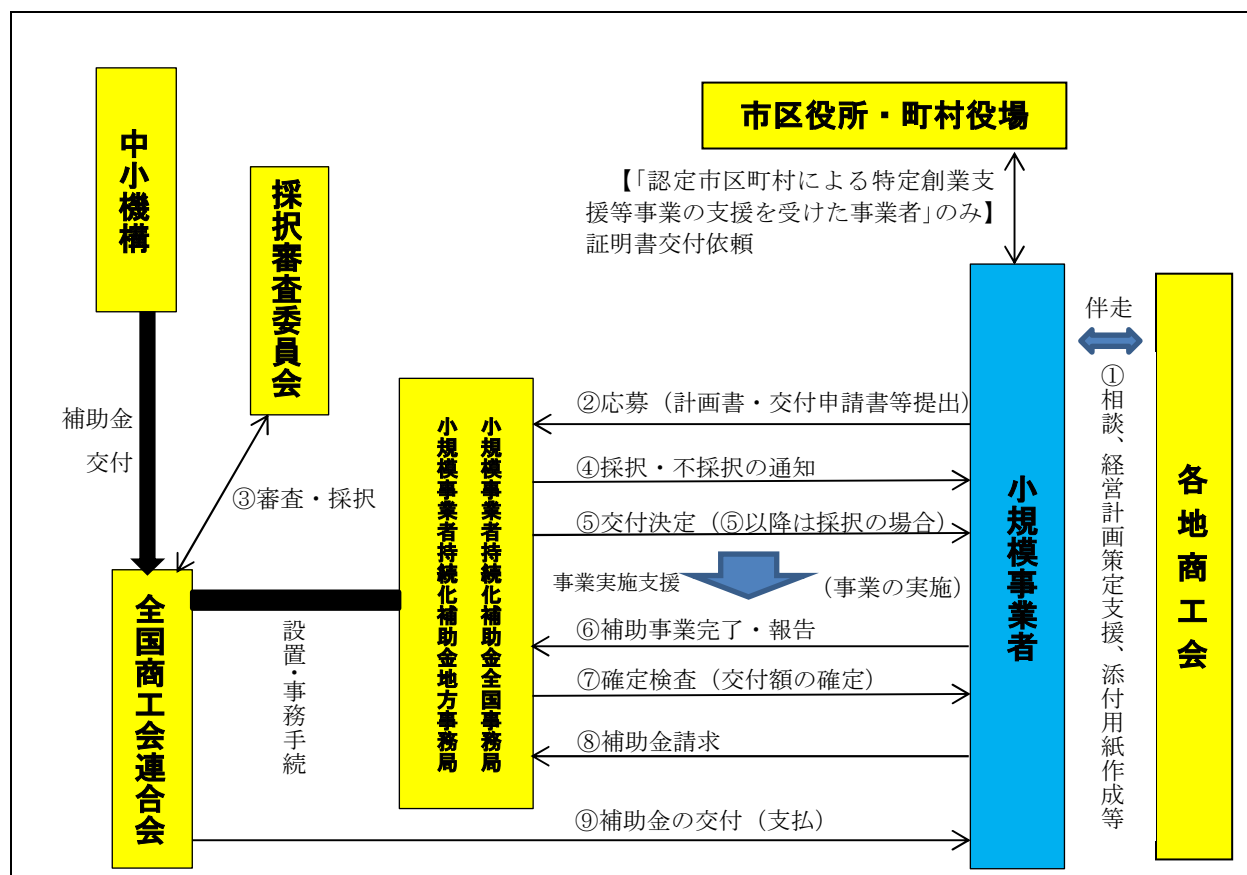 中小機構
採択審査委員会
市区役所・町村役場
【「認定市区町村による特定創業支
援等事業の支援を受けた事業者」のみ】
証明書交付依頼
補助金
交付
③審査・採択
全国商工会連合会
設置・事務手続
小規模事業者持続化補助金全国事務局
小規模事業者持続化補助金地方事務局
②応募（計画書・交付申請書等提出）
④採択・不採択の通知
⑤交付決定（⑤以降は採択の場合）
事業実施支援
（事業の実施）
⑥補助事業完了・報告
⑦確定検査（交付額の確定）
⑧補助金請求
⑨補助金の交付（支払）
小規模事業者
伴走
①相談、経営計画策定支援、添付用紙作成等
各地商工会